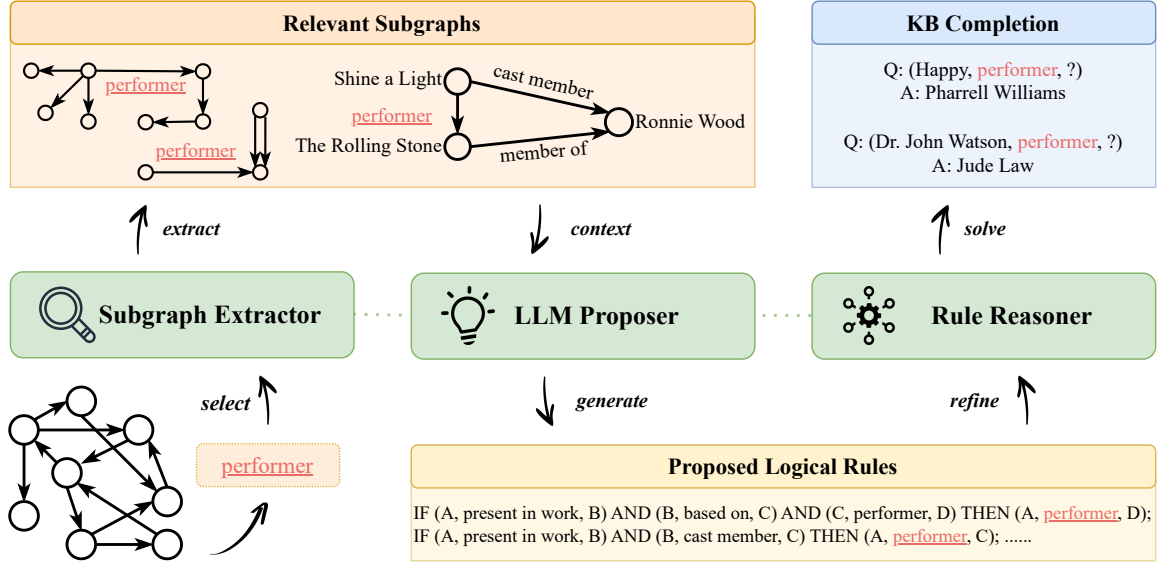 Relevant Subgraphs
performer
performer
Shine a Light
cast member
performer
Ronnie Wood
The Rolling Stone
member of
KB Completion
Q: (Happy, performer, ?)
A: Pharrell Williams
Q: (Dr. John Watson, performer, ?)
A: Jude Law
extract
context
solve
Subgraph Extractor
LLM Proposer
Rule Reasoner
select
generate
refine
performer
Proposed Logical Rules
IF (A, present in work, B) AND (B, based on, C) AND (C, performer, D) THEN (A, performer, D);
IF (A, present in work, B) AND (B, cast member, C) THEN (A, performer, C); ......